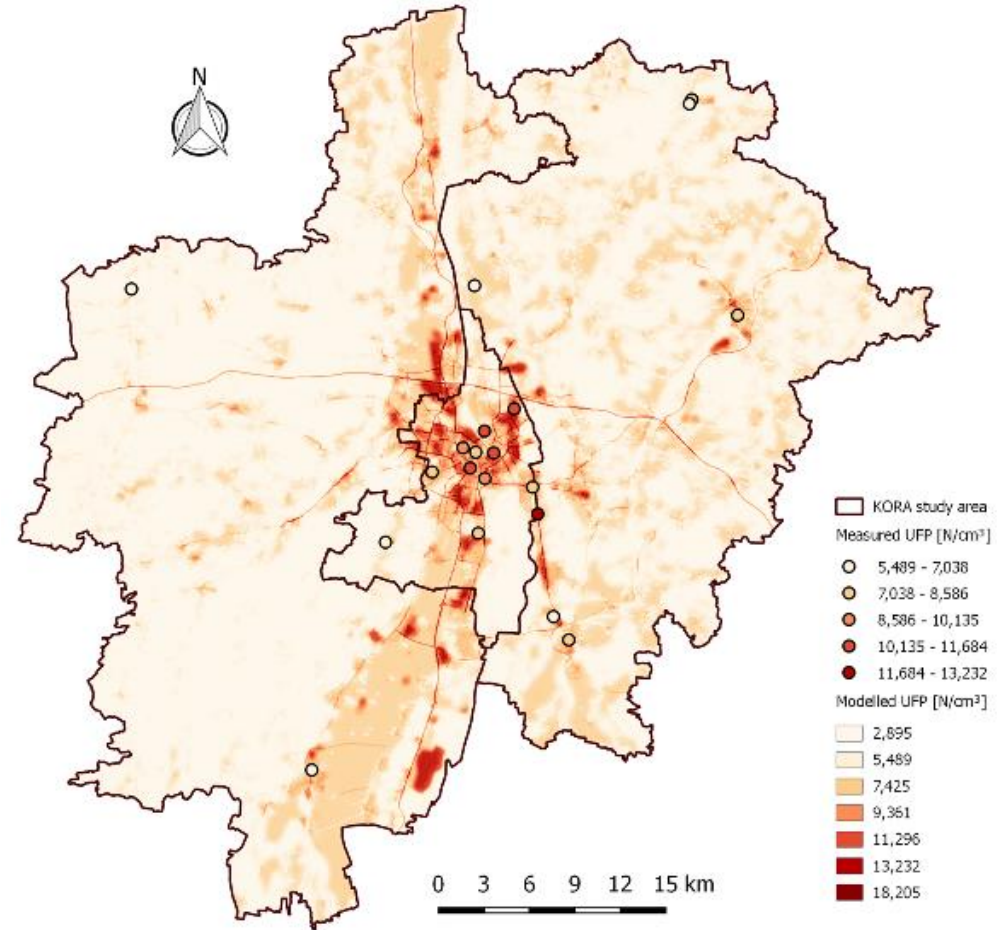 N
KORA study area
Measured UFP [N/cm³]
5,489 - 7,038
7,038 - 8,586
8,586 - 10,135
10,135 - 11,684
11,684 - 13,232
Modelled UFP [N/cm³]
2,895
5,489
7,425
9,361
11,296
13,232
18,205
0 3 6 9 12 15 km